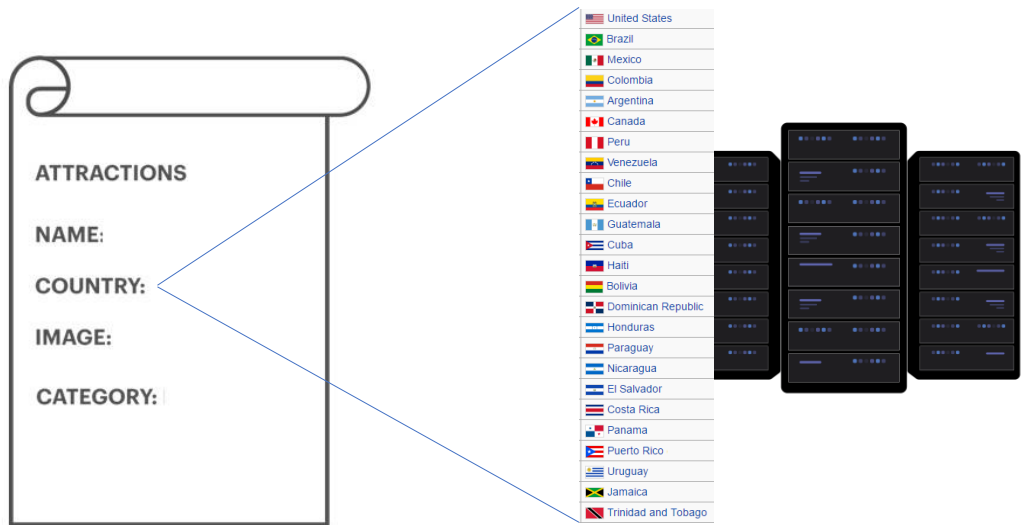 ATTRACTIONS
NAME:
COUNTRY:
IMAGE:
CATEGORY:
United States
Brazil
Mexico
Colombia
Argentina
Canada
Peru
Venezuela
Chile
Ecuador
Guatemala
Cuba
Haiti
Bolivia
Dominican Republic
Honduras
Paraguay
Nicaragua
El Salvador
Costa Rica
Panama
Puerto Rico
Uruguay
Jamaica
Trinidad and Tobago